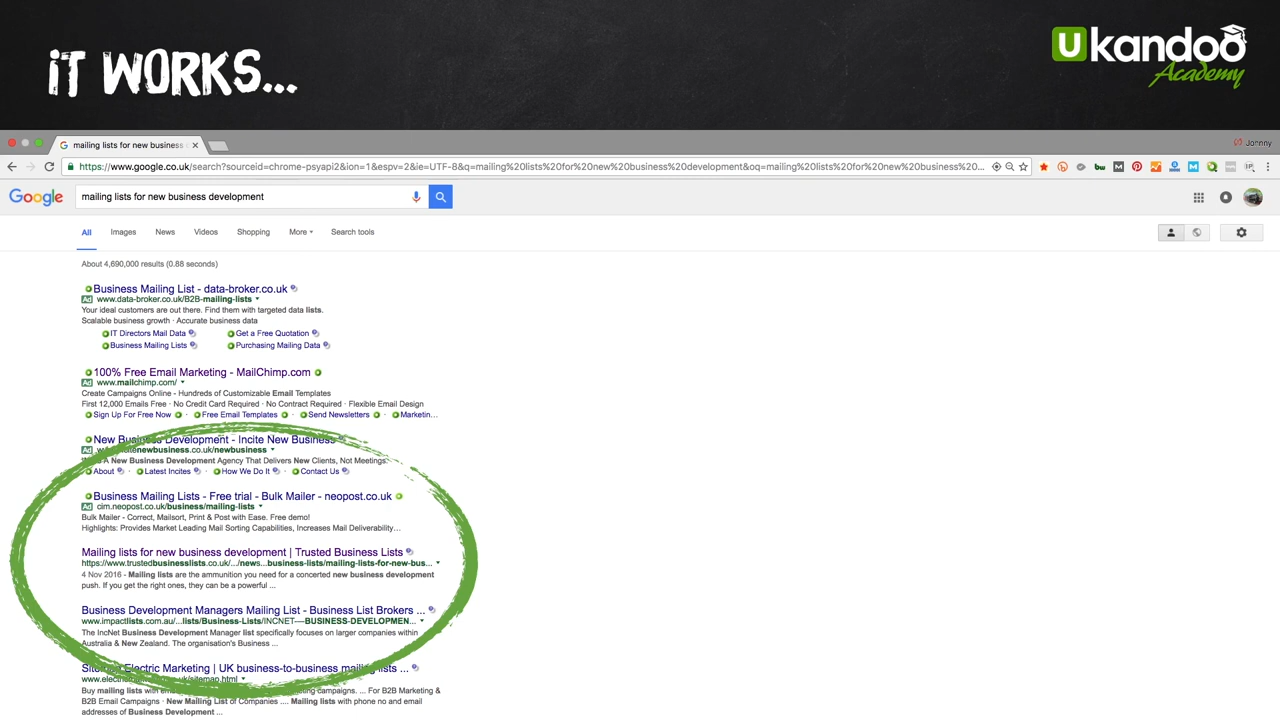 iT WORKS...
Ukandoo
Academy
mailing lists for new business
Jonny
https://www.google.co.uk/search?sourceid=chrome-psyapi2&ion=1&espv=2&ie=UTF-8&q=mailing%20lists%20for%20new%20business%20development&oq=mailing%20lists%20for%20new%20business%20...
Google
mailing lists for new business development
All Images News Videos Shopping More Search tools
About 4,690,000 results (0.88 seconds)
Business Mailing List - data-broker.co.uk
Ad www.data-broker.co.uk/B2B-mailing-lists
Your ideal customers are out there. Find them with targeted data lists.
Scalable business growth · Accurate business data
IT Directors Mail Data Get a Free Quotation
Business Mailing Lists Purchasing Mailing Data
100% Free Email Marketing - MailChimp.com
Ad www.mailchimp.com/
Create Campaigns Online - Hundreds of Customizable Email Templates
First 12,000 Emails Free · No Credit Card Required · No Contract Required · Flexible Email Design
Sign Up For Free Now · Free Email Templates · Send Newsletters · Marketin...
New Business Development - Incite New Business
Ad newbusiness.co.uk/newbusiness
A New Business Development Agency That Delivers New Clients, Not Meetings.
About · Latest Incites · How We Do It · Contact Us
Business Mailing Lists - Free trial - Bulk Mailer - neopost.co.uk
Ad cim.neopost.co.uk/business/mailing-lists
Bulk Mailer - Correct, Mailsort, Print & Post with Ease. Free demo!
Highlights: Provides Market Leading Mail Sorting Capabilities, Increases Mail Deliverability...
Mailing lists for new business development | Trusted Business Lists
https://www.trustedbusinesslists.co.uk/.../news...business-lists/mailing-lists-for-new-bus...
4 Nov 2016 - Mailing lists are the ammunition you need for a concerted new business development
push. If you get the right ones, they can be a powerful ...
Business Development Managers Mailing List - Business List Brokers ...
www.impactlists.com.au/...lists/Business-Lists/INCNET----BUSINESS-DEVELOPMEN...
The IncNet Business Development Manager list specifically focuses on larger companies within
Australia & New Zealand. The organisation's Business ...
Electric Marketing | UK business-to-business mailing lists ...
sitemap.html
Buy mailing lists with campaigns. ... For B2B Marketing &
B2B Email Campaigns · New Mailing List of Companies .... Mailing lists with phone no and email
addresses of Business Development ...